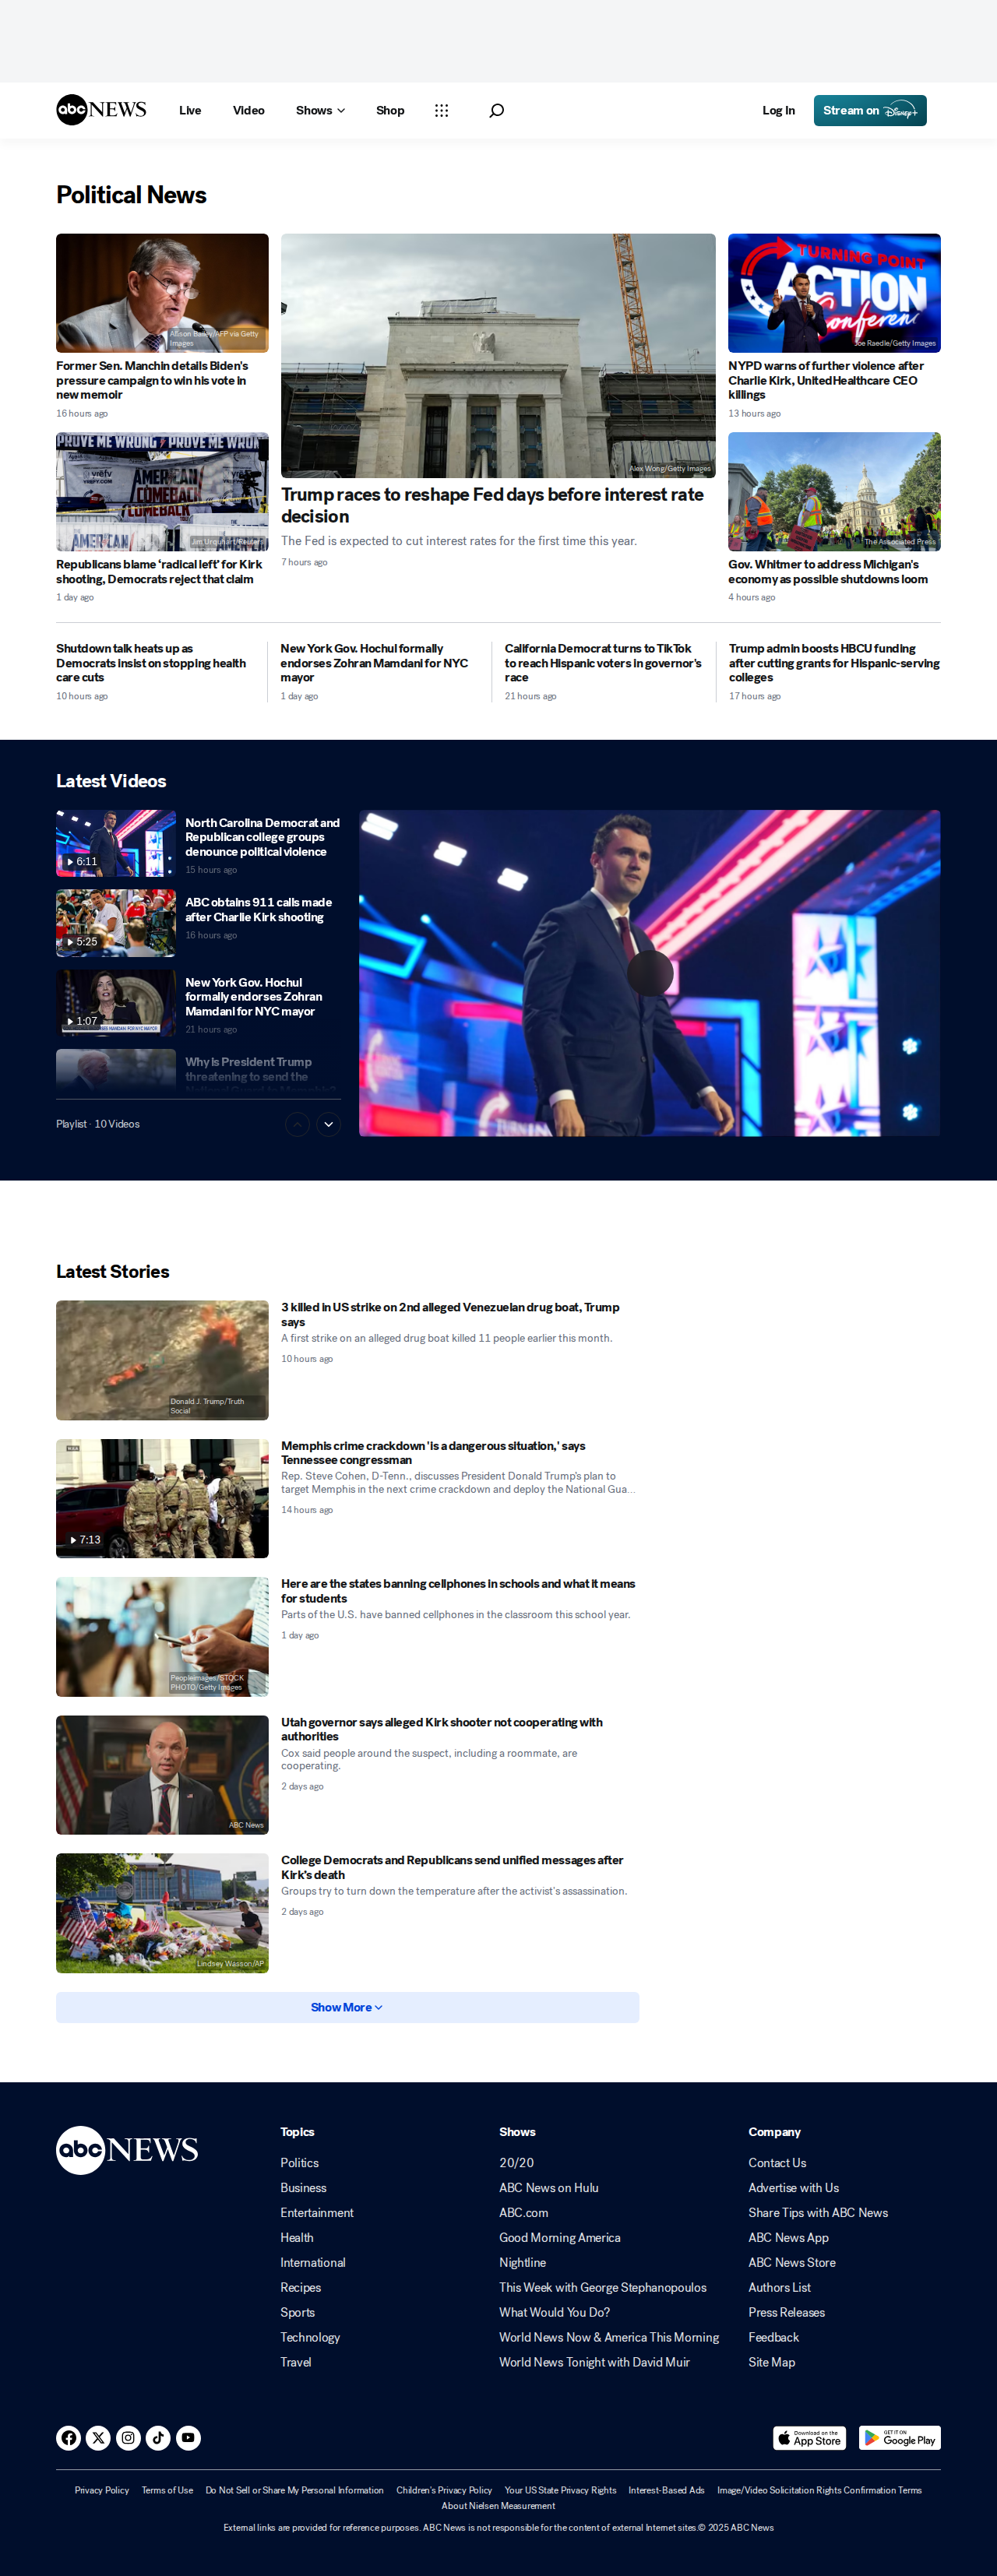 abc NEWS
Live
Video
Shows
Shop
Log In
Stream on Disney+
Political News
Allison Bailey/AFP via Getty
Images
Former Sen. Manchin details Biden's
pressure campaign to win his vote in
new memoir
16 hours ago
PROVE ME WRONG PROVE ME WRONG
vrefy
AMERICAN
COMEBACK
AMERICAN
Jim Urquhart/Reuters
Republicans blame ‘radical left’ for Kirk
shooting, Democrats reject that claim
1 day ago
Alex Wong/Getty Images
Trump races to reshape Fed days before interest rate
decision
The Fed is expected to cut interest rates for the first time this year.
7 hours ago
TURNING POINT
ACTION
Conference
Joe Raedle/Getty Images
NYPD warns of further violence after
Charlie Kirk, UnitedHealthcare CEO
killings
13 hours ago
The Associated Press
Gov. Whitmer to address Michigan's
economy as possible shutdowns loom
4 hours ago
Shutdown talk heats up as
Democrats insist on stopping health
care cuts
10 hours ago
New York Gov. Hochul formally
endorses Zohran Mamdani for NYC
mayor
1 day ago
California Democrat turns to TikTok
to reach Hispanic voters in governor's
race
21 hours ago
Trump admin boosts HBCU funding
after cutting grants for Hispanic-serving
colleges
17 hours ago
Latest Videos
6:11
North Carolina Democrat and
Republican college groups
denounce political violence
15 hours ago
5:25
ABC obtains 911 calls made
after Charlie Kirk shooting
16 hours ago
1:07
New York Gov. Hochul
formally endorses Zohran
Mamdani for NYC mayor
21 hours ago
Why is President Trump
threatening to send the
National Guard to Memphis?
Playlist · 10 Videos
Latest Stories
Donald J. Trump/Truth
Social
3 killed in US strike on 2nd alleged Venezuelan drug boat, Trump
says
A first strike on an alleged drug boat killed 11 people earlier this month.
10 hours ago
7:13
Memphis crime crackdown 'is a dangerous situation,' says
Tennessee congressman
Rep. Steve Cohen, D-Tenn., discusses President Donald Trump’s plan to
target Memphis in the next crime crackdown and deploy the National Gua...
14 hours ago
Peopleimages/STOCK
PHOTO/Getty Images
Here are the states banning cellphones in schools and what it means
for students
Parts of the U.S. have banned cellphones in the classroom this school year.
1 day ago
ABC News
Utah governor says alleged Kirk shooter not cooperating with
authorities
Cox said people around the suspect, including a roommate, are
cooperating.
2 days ago
Lindsey Wasson/AP
College Democrats and Republicans send unified messages after
Kirk's death
Groups try to turn down the temperature after the activist's assassination.
2 days ago
Show More
abc NEWS
Topics
Politics
Business
Entertainment
Health
International
Recipes
Sports
Technology
Travel
Shows
20/20
ABC News on Hulu
ABC.com
Good Morning America
Nightline
This Week with George Stephanopoulos
What Would You Do?
World News Now & America This Morning
World News Tonight with David Muir
Company
Contact Us
Advertise with Us
Share Tips with ABC News
ABC News App
ABC News Store
Authors List
Press Releases
Feedback
Site Map
Download on the
App Store
GET IT ON
Google Play
Privacy Policy
Terms of Use
Do Not Sell or Share My Personal Information
Children's Privacy Policy
Your US State Privacy Rights
Interest-Based Ads
Image/Video Solicitation Rights Confirmation Terms
About Nielsen Measurement
External links are provided for reference purposes. ABC News is not responsible for the content of external Internet sites.© 2025 ABC News